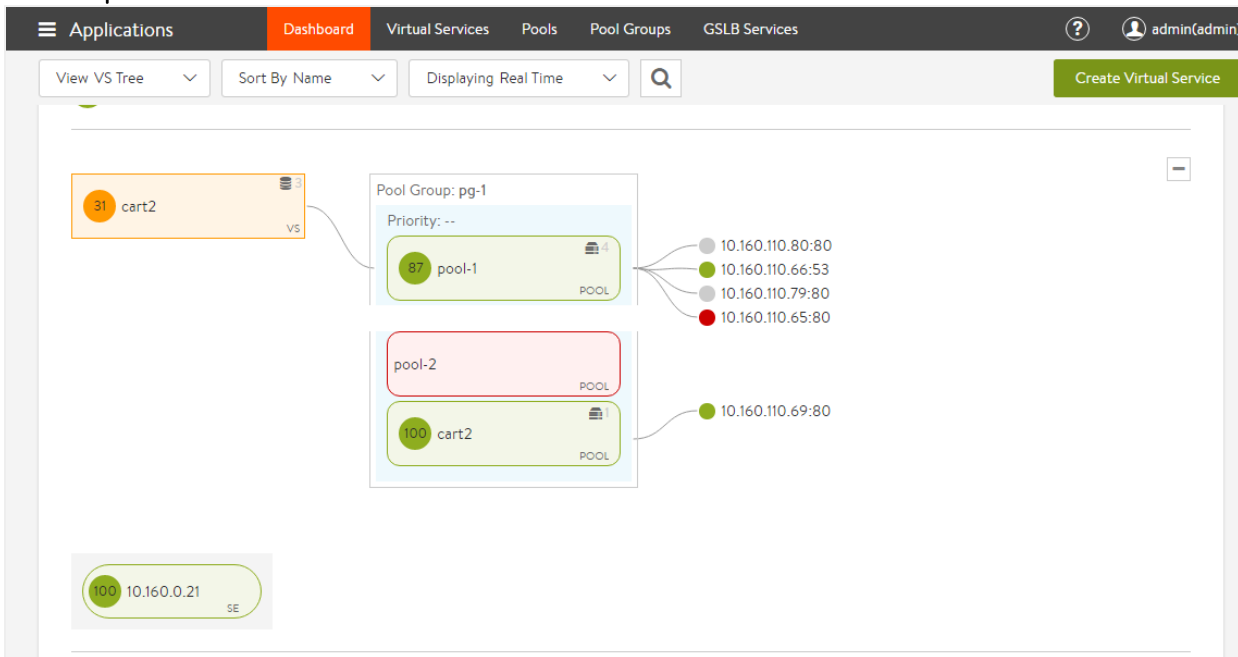 Applications Dashboard Virtual Services Pools Pool Groups GSLB Services ? admin(admin)
View VS Tree Sort By Name Displaying Real Time Create Virtual Service
3
31 cart2
VS
Pool Group: pg-1
Priority: --
4
87 pool-1
POOL
10.160.110.80:80
10.160.110.66:53
10.160.110.79:80
10.160.110.65:80
pool-2
POOL
1
100 cart2
POOL
10.160.110.69:80
100 10.160.0.21
SE